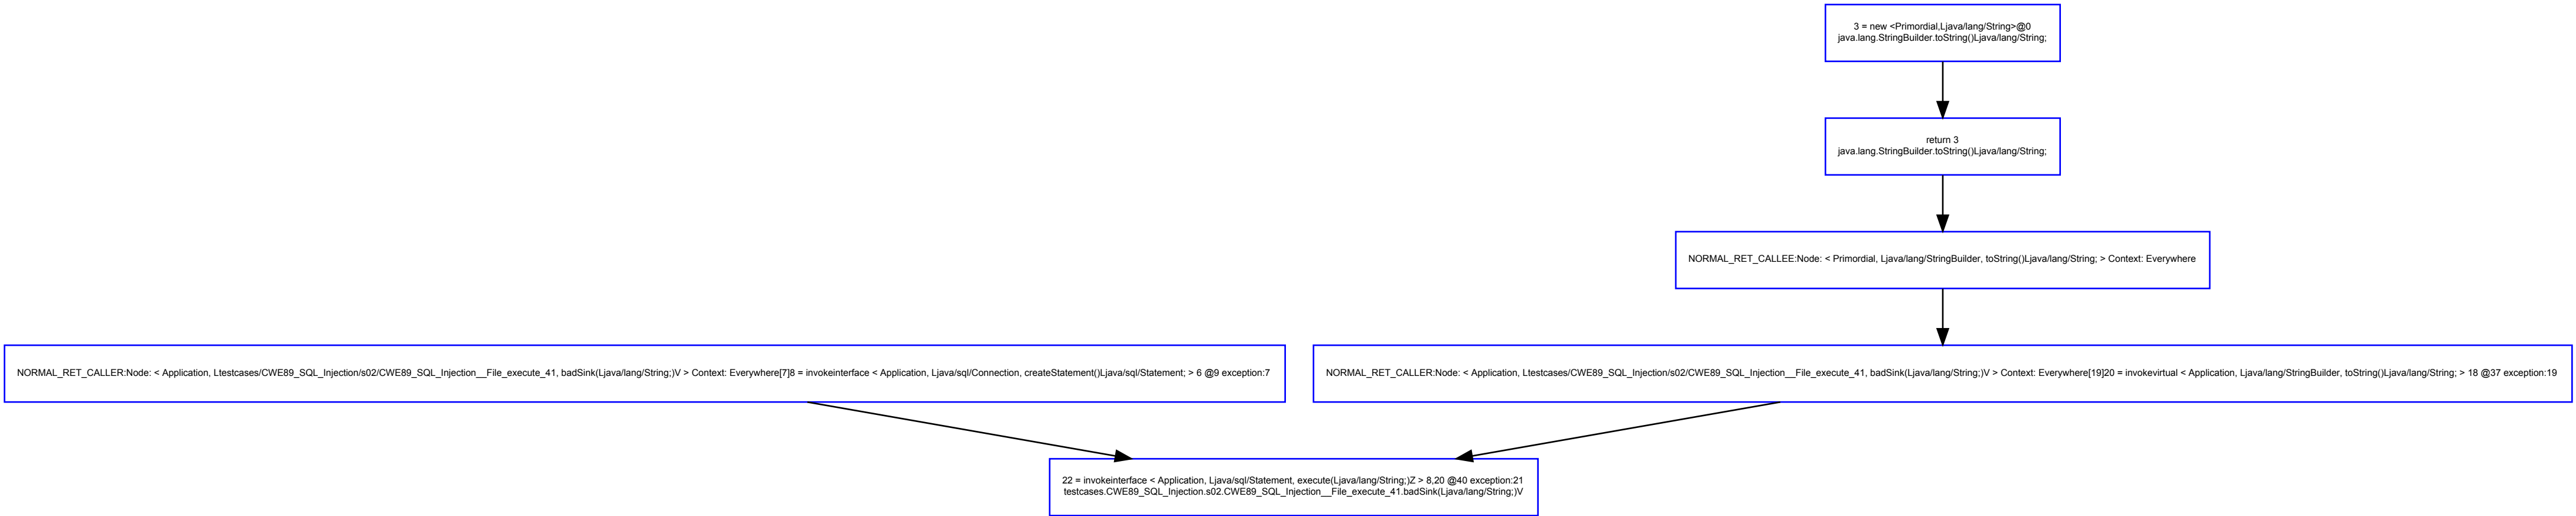 3 = new <Primordial,Ljava/lang/String>@0
java.lang.StringBuilder.toString()Ljava/lang/String;
return 3
java.lang.StringBuilder.toString()Ljava/lang/String;
NORMAL_RET_CALLEE:Node: < Primordial, Ljava/lang/StringBuilder, toString()Ljava/lang/String; > Context: Everywhere
NORMAL_RET_CALLER:Node: < Application, Ltestcases/CWE89_SQL_Injection/s02/CWE89_SQL_Injection__File_execute_41, badSink(Ljava/lang/String;)V > Context: Everywhere[7]8 = invokeinterface < Application, Ljava/sql/Connection, createStatement()Ljava/sql/Statement; > 6 @9 exception:7
NORMAL_RET_CALLER:Node: < Application, Ltestcases/CWE89_SQL_Injection/s02/CWE89_SQL_Injection__File_execute_41, badSink(Ljava/lang/String;)V > Context: Everywhere[19]20 = invokevirtual < Application, Ljava/lang/StringBuilder, toString()Ljava/lang/String; > 18 @37 exception:19
22 = invokeinterface < Application, Ljava/sql/Statement, execute(Ljava/lang/String;)Z > 8,20 @40 exception:21
testcases.CWE89_SQL_Injection.s02.CWE89_SQL_Injection__File_execute_41.badSink(Ljava/lang/String;)V